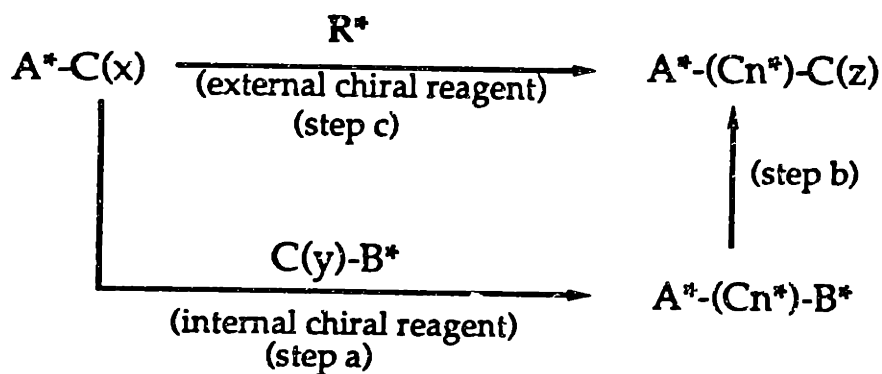 R*
A*-C(x)
A*-(Cn*)-C(z)
(external chiral reagent)
(step c)
(step b)
C(y)-B*
A*-(Cn*)-B*
(internal chiral reagent)
(step a)